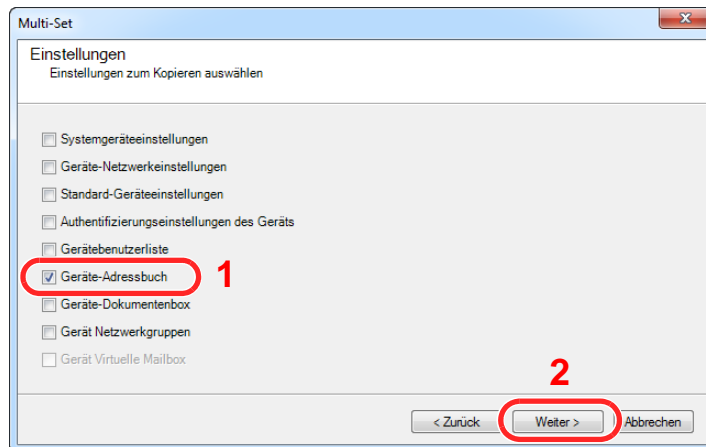 Multi-Set
Einstellungen
Einstellungen zum Kopieren auswählen
Systemgeräteeinstellungen
Geräte-Netzwerkeinstellungen
Standard-Geräteeinstellungen
Authentifizierungseinstellungen des Geräts
Gerätebenutzerliste
Geräte-Adressbuch 1
Geräte-Dokumentenbox
Gerät Netzwerkgruppen
Gerät Virtuelle Mailbox
2
< Zurück Weiter > Abbrechen